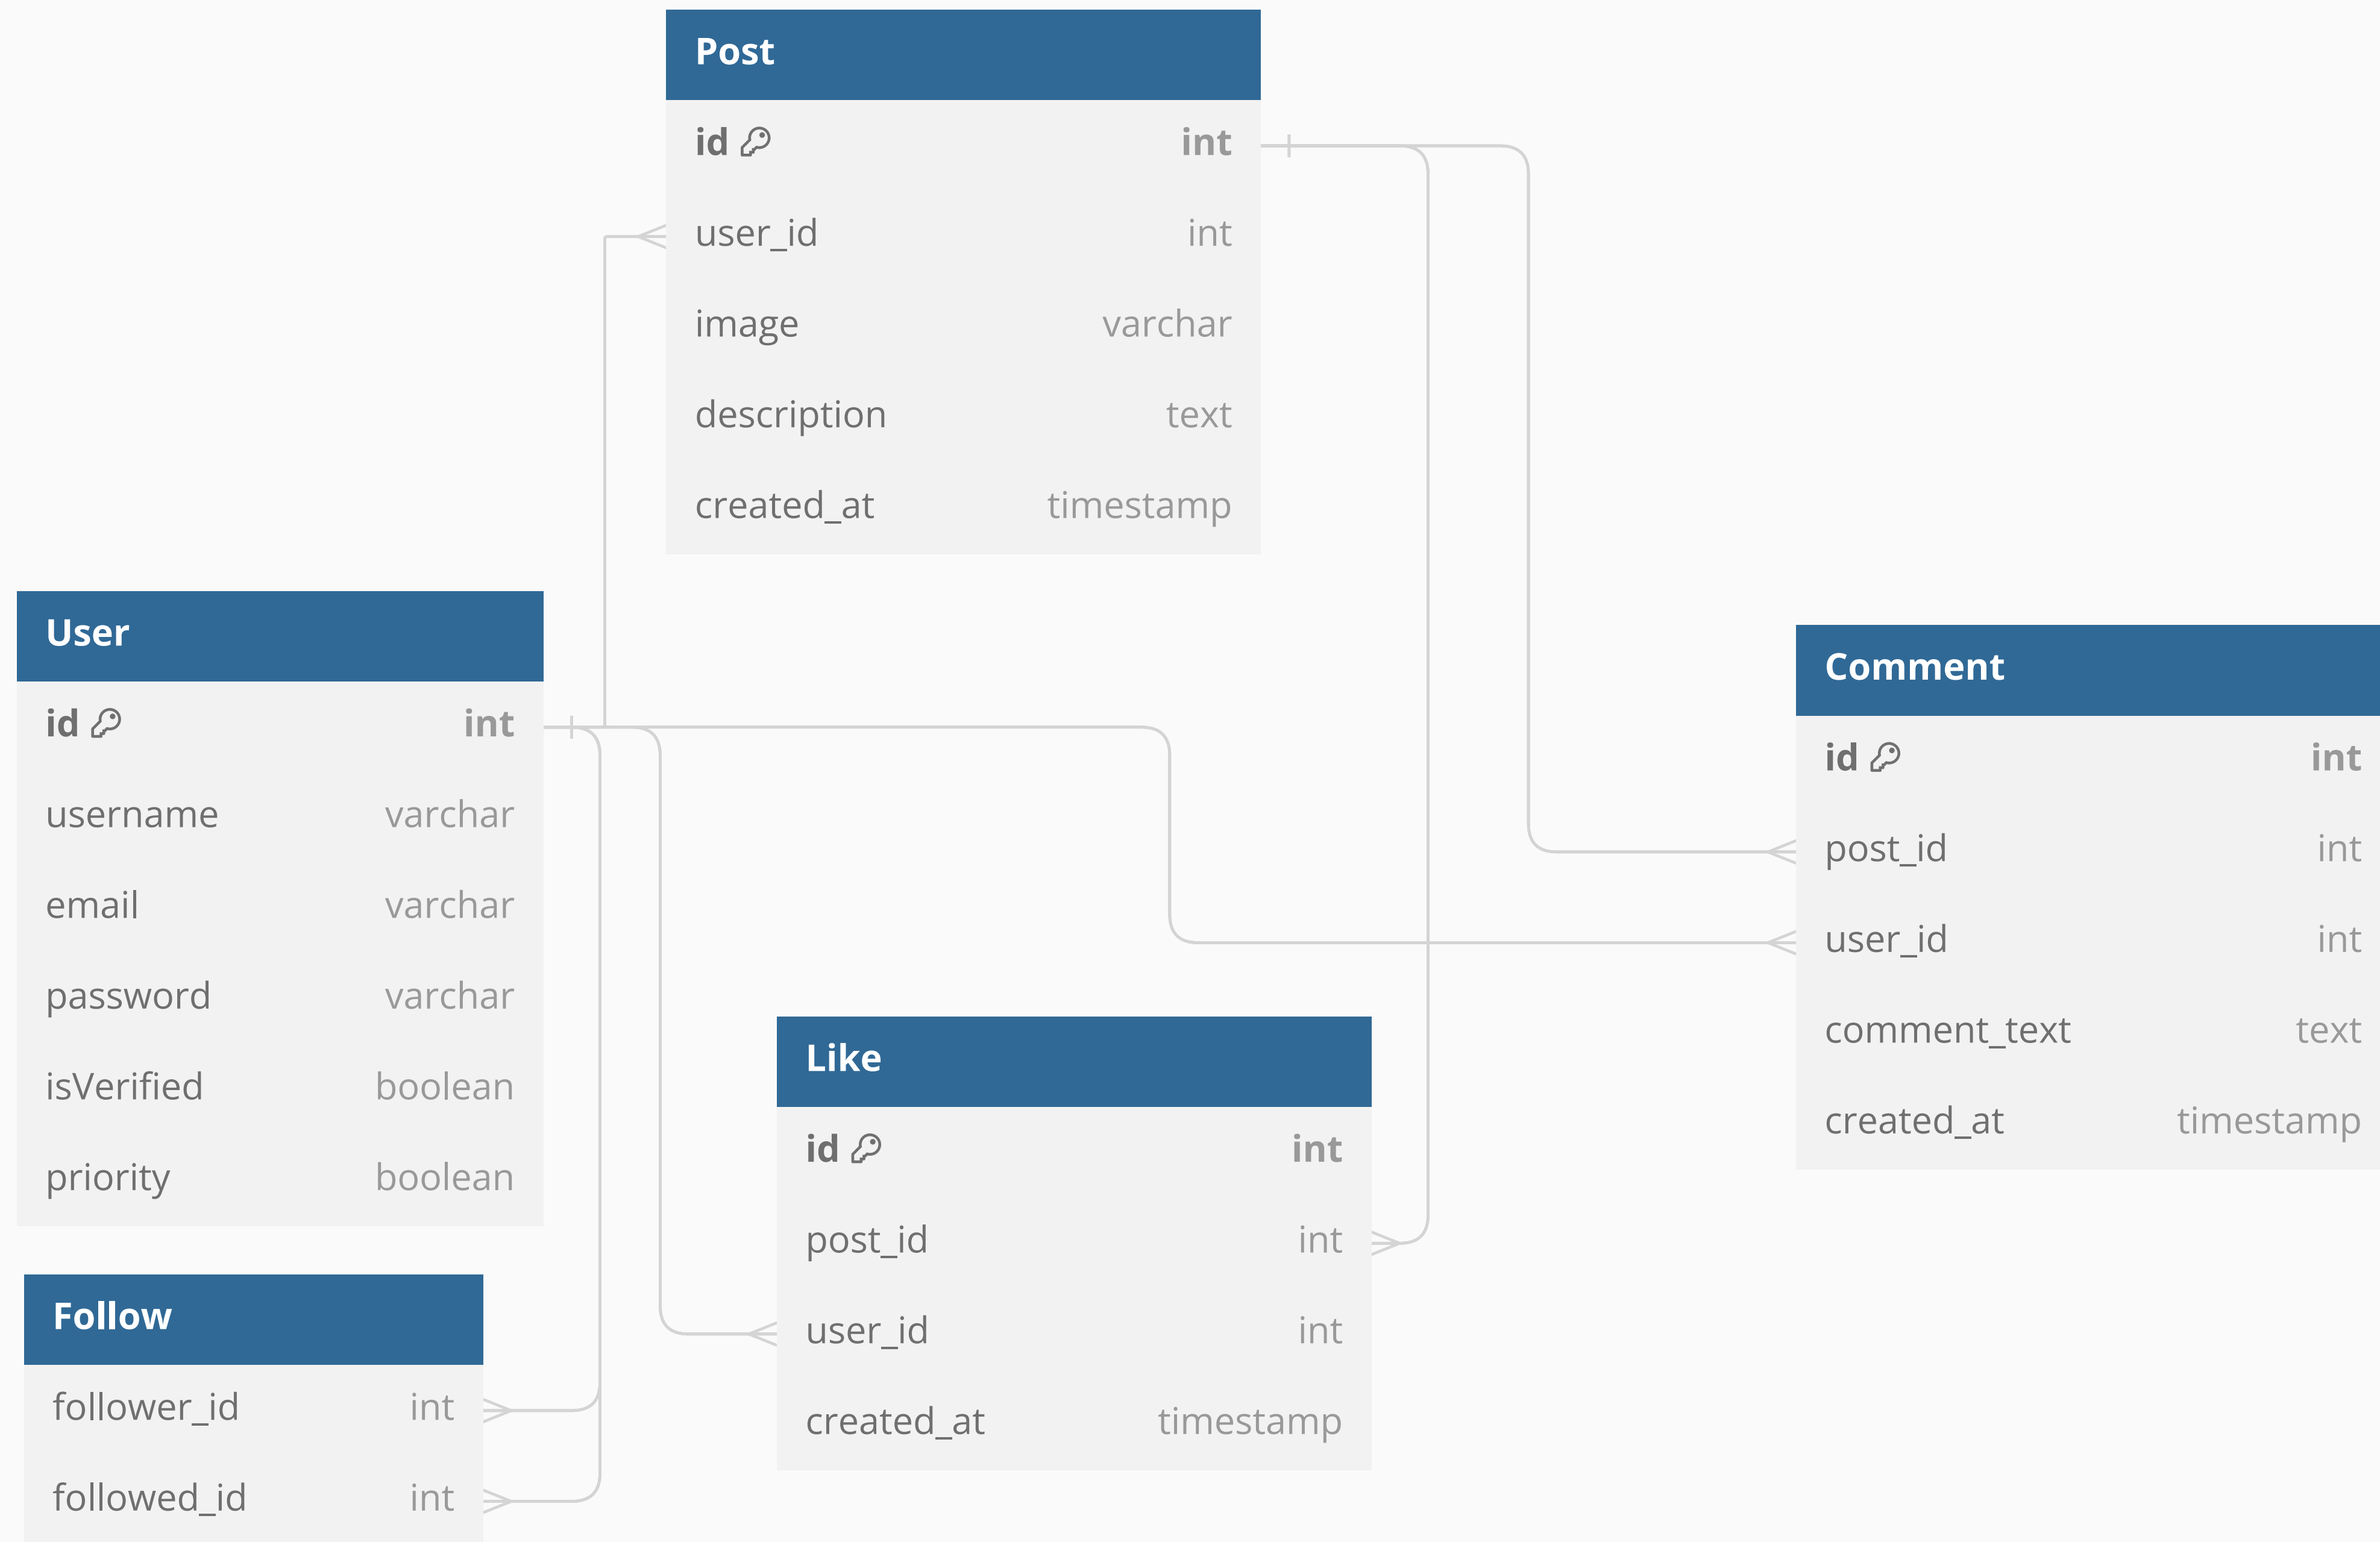 Post
id int
user_id int
image varchar
description text
created_at timestamp
User
id int
username varchar
email varchar
password varchar
isVerified boolean
priority boolean
Comment
id int
post_id int
user_id int
comment_text text
created_at timestamp
Like
id int
post_id int
user_id int
created_at timestamp
Follow
follower_id int
followed_id int